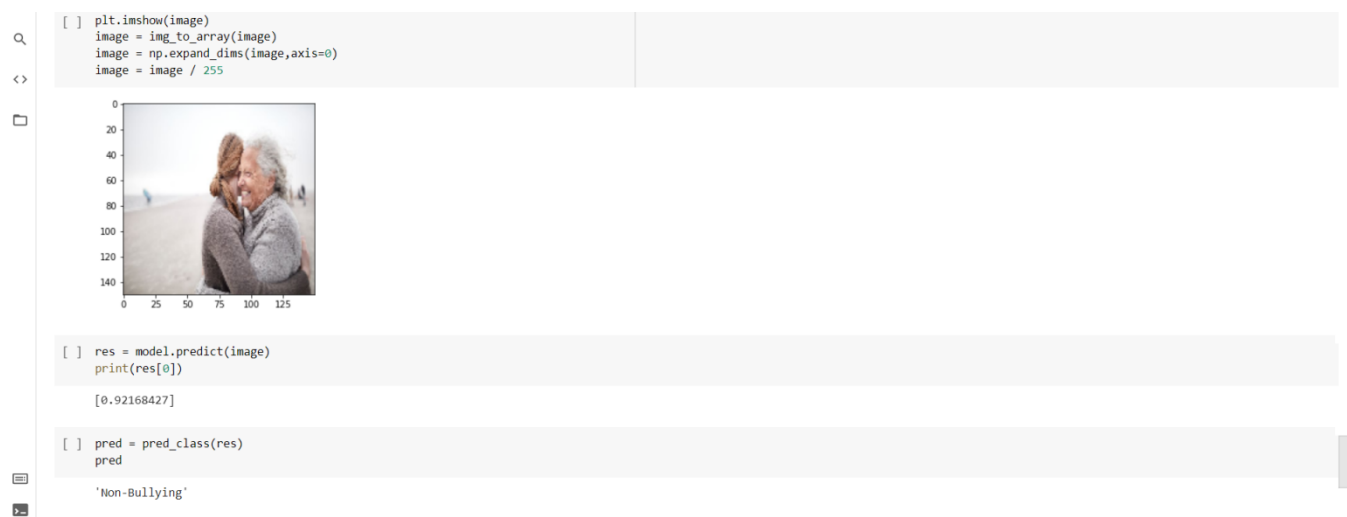 [ ] plt.imshow(image)
image = img_to_array(image)
image = np.expand_dims(image,axis=0)
image = image / 255
0
20
40
60
80
100
120
140
0 25 50 75 100 125
[ ] res = model.predict(image)
print(res[0])
[0.92168427]
[ ] pred = pred_class(res)
pred
'Non-Bullying'